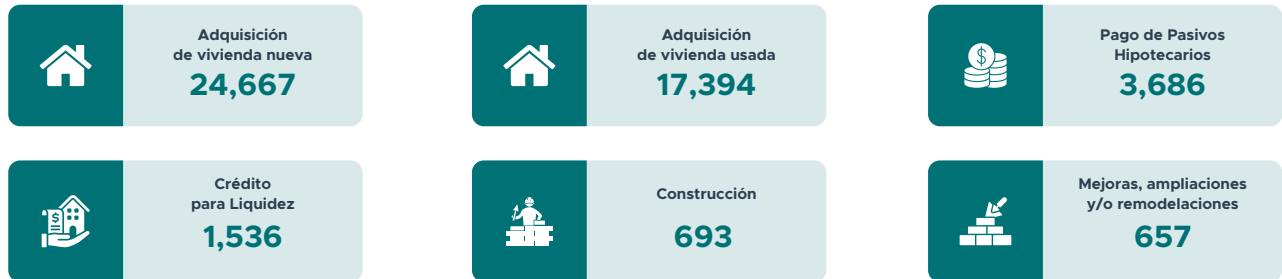 Adquisición
de vivienda nueva
24,667
Adquisición
de vivienda usada
17,394
Pago de Pasivos
Hipotecarios
3,686
Crédito
para Liquidez
1,536
Construcción
693
Mejoras, ampliaciones
y/o remodelaciones
657